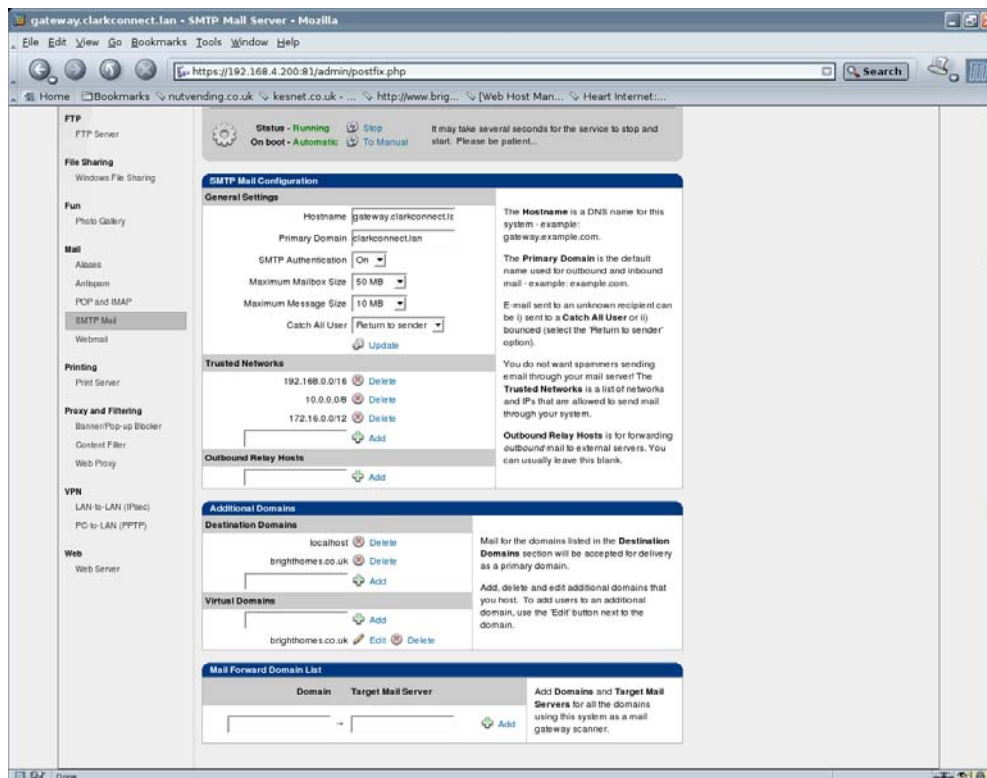 gateway.clarkconnect.lan - SMTP Mail Server - Mozilla
File Edit View Go Bookmarks Tools Window Help
https://192.168.4.200:81/admin/postfix.php
Search
Home Bookmarks nutvending.co.uk kesnet.co.uk - ... http://www.brig... [Web Host Man... Heart Internet:...
FTP
FTP Server
File Sharing
Windows File Sharing
Fun
Photo Gallery
Mail
Aliases
Antispam
POP and IMAP
SMTP Mail
Webmail
Printing
Print Server
Proxy and Filtering
Banner/Pop-up Blocker
Content Filter
Web Proxy
VPN
LAN-to-LAN (IPsec)
PC-to-LAN (PPTP)
Web
Web Server
Status - Running Stop
On boot - Automatic To Manual
It may take several seconds for the service to stop and
start. Please be patient...
SMTP Mail Configuration
General Settings
Hostname gateway.clarkconnect.la
Primary Domain clarkconnect.lan
SMTP Authentication On
Maximum Mailbox Size 50 MB
Maximum Message Size 10 MB
Catch All User Return to sender
Update
Trusted Networks
192.168.0.0/16 Delete
10.0.0.0/8 Delete
172.16.0.0/12 Delete
Add
Outbound Relay Hosts
Add
The Hostname is a DNS name for this
system - example:
gateway.example.com.
The Primary Domain is the default
name used for outbound and inbound
mail - example: example.com.
E-mail sent to an unknown recipient can
be i) sent to a Catch All User or ii)
bounced (select the 'Return to sender'
option).
You do not want spammers sending
email through your mail server! The
Trusted Networks is a list of networks
and IPs that are allowed to send mail
through your system.
Outbound Relay Hosts is for forwarding
outbound mail to external servers. You
can usually leave this blank.
Additional Domains
Destination Domains
localhost Delete
brighthomes.co.uk Delete
Add
Virtual Domains
Add
brighthomes.co.uk Edit Delete
Mail for the domains listed in the Destination
Domains section will be accepted for delivery
as a primary domain.
Add, delete and edit additional domains that
you host. To add users to an additional
domain, use the 'Edit' button next to the
domain.
Mail Forward Domain List
Domain Target Mail Server
→ Add
Add Domains and Target Mail
Servers for all the domains
using this system as a mail
gateway scanner.
Done